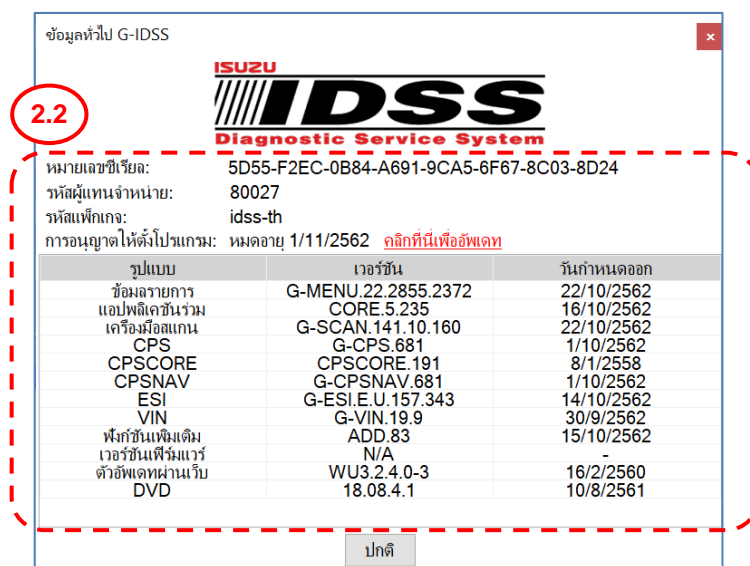 ข้อมูลทั่วไป G-IDSS
×
ISUZU
IDSS
Diagnostic Service System
2.2
หมายเลขซีเรียล: 5D55-F2EC-0B84-A691-9CA5-6F67-8C03-8D24
รหัสผู้แทนจำหน่าย: 80027
รหัสแพ็กเกจ: idss-th
การอนุญาตให้ตั้งโปรแกรม: หมดอายุ 1/11/2562 คลิกที่นี่เพื่ออัพเดท
รูปแบบ เวอร์ชัน วันกำหนดออก
ข้อมูลรายการ G-MENU.22.2855.2372 22/10/2562
แอปพลิเคชันร่วม CORE.5.235 16/10/2562
เครื่องมือสแกน G-SCAN.141.10.160 22/10/2562
CPS G-CPS.681 1/10/2562
CPSCORE CPSCORE.191 8/1/2558
CPSNAV G-CPSNAV.681 1/10/2562
ESI G-ESI.E.U.157.343 14/10/2562
VIN G-VIN.19.9 30/9/2562
ฟังก์ชันเพิ่มเติม ADD.83 15/10/2562
เวอร์ชันเฟิร์มแวร์ N/A -
ตัวอัพเดทผ่านเว็บ WU3.2.4.0-3 16/2/2560
DVD 18.08.4.1 10/8/2561
ปกติ